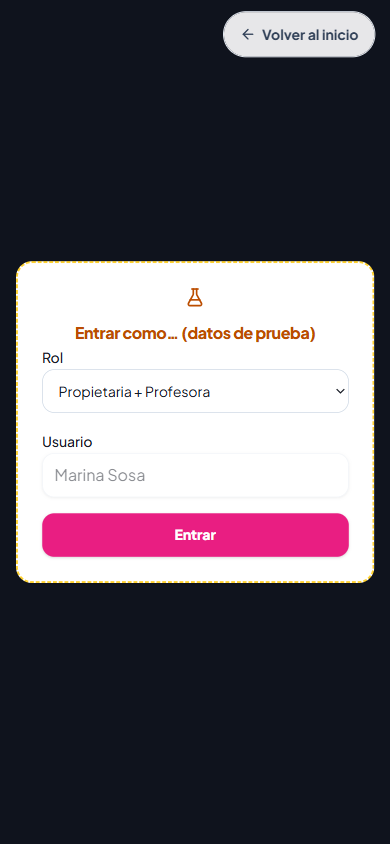 Volver al inicio
Entrar como... (datos de prueba)
Rol
Propietaria + Profesora
Usuario
Marina Sosa
Entrar